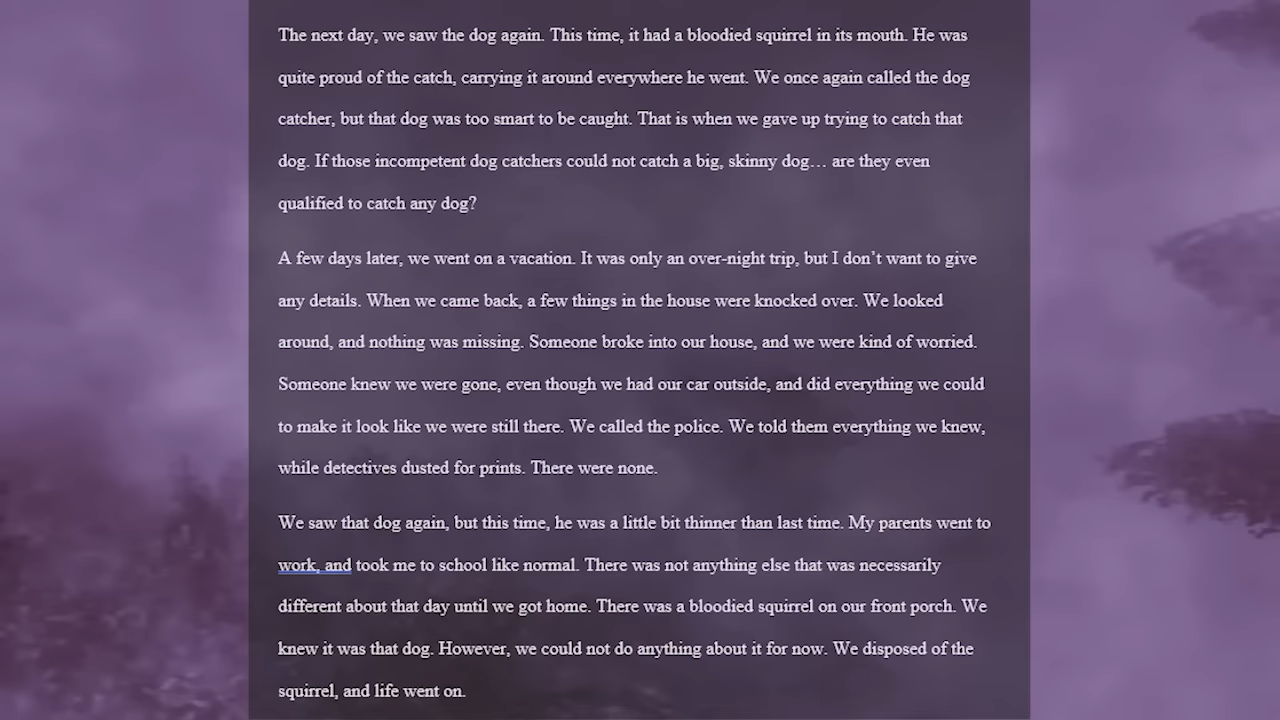 The next day, we saw the dog again. This time, it had a bloodied squirrel in its mouth. He was
quite proud of the catch, carrying it around everywhere he went. We once again called the dog
catcher, but that dog was too smart to be caught. That is when we gave up trying to catch that
dog. If those incompetent dog catchers could not catch a big, skinny dog… are they even
qualified to catch any dog?
A few days later, we went on a vacation. It was only an over-night trip, but I don’t want to give
any details. When we came back, a few things in the house were knocked over. We looked
around, and nothing was missing. Someone broke into our house, and we were kind of worried.
Someone knew we were gone, even though we had our car outside, and did everything we could
to make it look like we were still there. We called the police. We told them everything we knew,
while detectives dusted for prints. There were none.
We saw that dog again, but this time, he was a little bit thinner than last time. My parents went to
work, and took me to school like normal. There was not anything else that was necessarily
different about that day until we got home. There was a bloodied squirrel on our front porch. We
knew it was that dog. However, we could not do anything about it for now. We disposed of the
squirrel, and life went on.